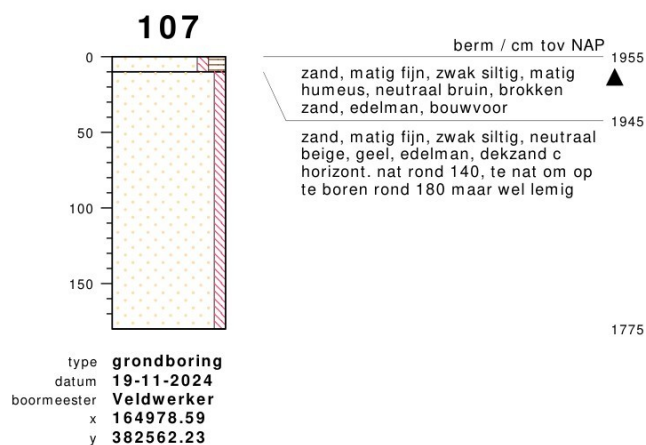 107
berm / cm tov NAP
0
1955
zand, matig fijn, zwak siltig, matig
humeus, neutraal bruin, brokken
zand, edelman, bouwvoor
1945
zand, matig fijn, zwak siltig, neutraal
beige, geel, edelman, dekzand c
horizont. nat rond 140, te nat om op
te boren rond 180 maar wel lemig
50
100
150
1775
type grondboring
datum 19-11-2024
boormeester Veldwerker
x 164978.59
y 382562.23